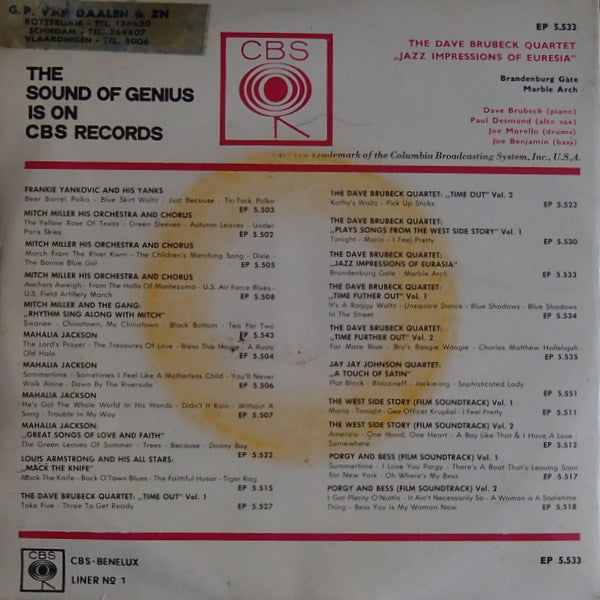 G. P. VAN DAALEN & ZN
ROTTERDAM - TEL. 136620
SCHIEDAM - TEL. 268807
VLAARDINGEN - TEL. 5006
EP 5.533
CBS
THE
SOUND OF GENIUS
IS ON
CBS RECORDS
THE DAVE BRUBECK QUARTET
„JAZZ IMPRESSIONS OF EURESIA"
Brandenburg Gate
Marble Arch
Dave Brubeck (piano)
Paul Desmond (alto sax)
Joe Morello (drums)
Joe Benjamin (bass)
Trademark of the Columbia Broadcasting System, Inc., U.S.A.
FRANKIE YANKOVIC AND HIS YANKS
Beer Barrel Polka - Blue Skirt Waltz - Just Because - Tic-Tock Polka
EP 5.503
MITCH MILLER HIS ORCHESTRA AND CHORUS
The Yellow Rose Of Texas - Green Sleeves - Autumn Leaves - Under
Paris Skies EP 5.502
MITCH MILLER HIS ORCHESTRA AND CHORUS
March From The River Kwai - The Children's Marching Song - Dixie -
The Bonnie Blue Gal EP 5.505
MITCH MILLER HIS ORCHESTRA AND CHORUS
Anchors Aweigh - From The Halls Of Montezuma - U.S. Air Force Blues -
U.S. Field Artillery March EP 5.508
MITCH MILLER AND THE GANG:
„RHYTHM SING ALONG WITH MITCH"
Swanee - Chinatown, My Chinatown - Black Bottom - Tea For Two
EP 5.543
MAHALIA JACKSON
The Lord's Prayer - The Treasures Of Love - Bless This House - A Rusty
Old Halo EP 5.504
MAHALIA JACKSON
Summertime - Sometimes I Feel Like A Motherless Child - You'll Never
Walk Alone - Down By The Riverside EP 5.506
MAHALIA JACKSON
He's Got The Whole World In His Hands - Didn't It Rain - Without A
Song - Trouble In My Way EP 5.507
MAHALIA JACKSON:
„GREAT SONGS OF LOVE AND FAITH"
The Green Leaves Of Summer - Trees - Because - Danny Boy
EP 5.522
LOUIS ARMSTRONG AND HIS ALL STARS:
„MACK THE KNIFE"
Mack The Knife - Back O'Town Blues - The Faithful Husar - Tiger Rag
EP 5.515
THE DAVE BRUBECK QUARTET: „TIME OUT" Vol. 1
Take Five - Three To Get Ready EP 5.527
THE DAVE BRUBECK QUARTET: „TIME OUT" Vol. 2
Kathy's Waltz - Pick Up Sticks EP 5.523
THE DAVE BRUBECK QUARTET:
„PLAYS SONGS FROM THE WEST SIDE STORY" Vol. 1
Tonight - Maria - I Feel Pretty EP 5.530
THE DAVE BRUBECK QUARTET:
„JAZZ IMPRESSIONS OF EURASIA"
Brandenburg Gate - Marble Arch EP 5.533
THE DAVE BRUBECK QUARTET:
„TIME FUTHER OUT" Vol. 1
It's A Raggy Waltz - Unsquare Dance - Blue Shadows - Blue Shadows
In The Street EP 5.534
THE DAVE BRUBECK QUARTET:
„TIME FURTHER OUT" Vol. 2
Far More Blue - Bru's Boogie Woogie - Charles Matthew Hallelujah
EP 5.535
JAY JAY JOHNSON QUARTET:
„A TOUCH OF SATIN"
Flat Black - Bloozineff - Jackie-ing - Sophisticated Lady
EP 5.551
THE WEST SIDE STORY (FILM SOUNDTRACK) Vol. 1
Maria - Tonight - Gee Officer Krupkel - I Feel Pretty EP 5.511
THE WEST SIDE STORY (FILM SOUNDTRACK) Vol. 2
America - One Hand, One Heart - A Boy Like That & I Have A Love -
Somewhere EP 5.512
PORGY AND BESS (FILM SOUNDTRACK) Vol. 1
Summertime - I Love You Porgy - There's A Boat That's Leaving Soon
For New York - Oh Where's My Bess EP 5.517
PORGY AND BESS (FILM SOUNDTRACK) Vol. 2
I Got Plenty O'Nuttin - It Ain't Necessarily So - A Woman is A Sometime
Thing - Bess You Is My Woman Now EP 5.518
CBS
CBS-BENELUX
LINER No 1
EP 5.533